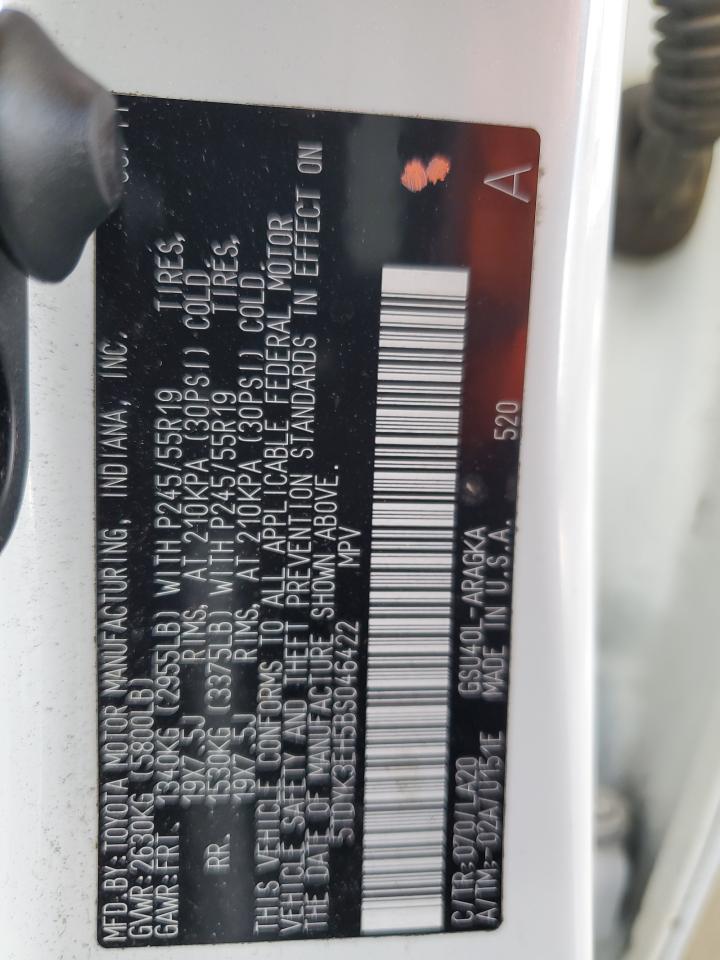 MFD.BY:TOYOTA MOTOR MANUFACTURING, INDIANA, INC.
GVWR:2630KG (5800LB)
GAWR:FRT. 1340KG (2955LB) WITH P245/55R19 TIRES,
19X7.5J RIMS, AT 210KPA (30PSI) COLD
RR. 1530KG (3375LB) WITH P245/55R19 TIRES,
19X7.5J RIMS, AT 210KPA (30PSI) COLD
THIS VEHICLE CONFORMS TO ALL APPLICABLE FEDERAL MOTOR
VEHICLE SAFETY AND THEFT PREVENTION STANDARDS IN EFFECT ON
THE DATE OF MANUFACTURE SHOWN ABOVE.
5TDYK3EH5BS046422 MPV
C/TR:070/LA20 GSU40L-ARAGKA
A/TM:-02A/U151E MADE IN U.S.A. 520 A